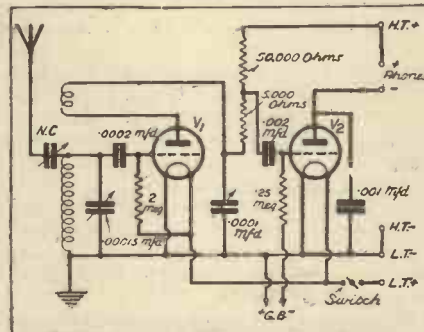 H.T.+
50,000 Ohms
+
Phones
-
5,000 Ohms
V1
V2
N.C
.0002 mfd
.002 mfd
2 meg
.00015 mfd
.0001 mfd
.25 meg
.001 mfd
H.T.-
L.T.-
L.T.+
Switch
+G.B-